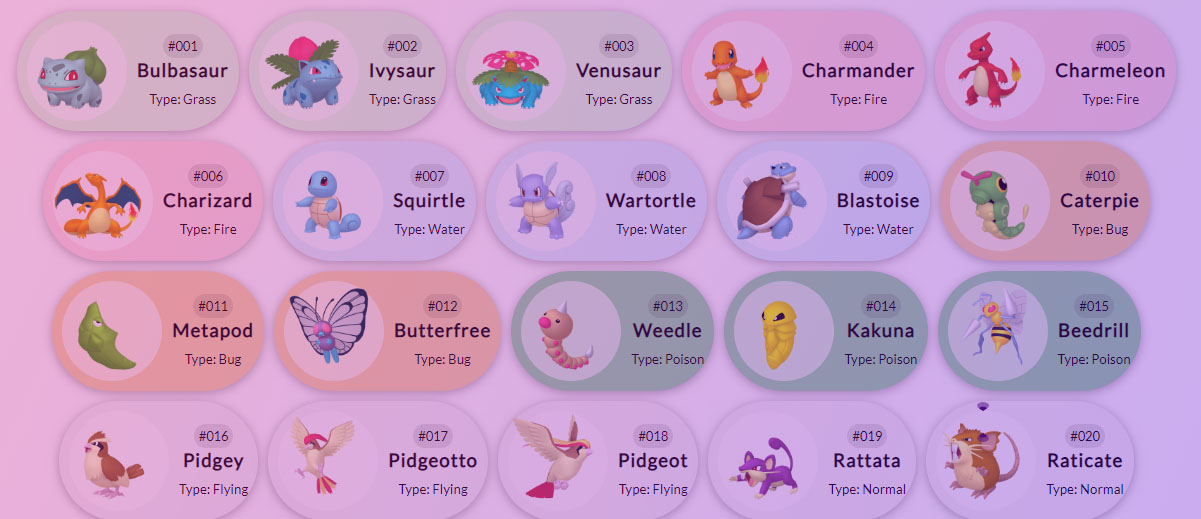 #001
Bulbasaur
Type: Grass
#002
Ivysaur
Type: Grass
#003
Venusaur
Type: Grass
#004
Charmander
Type: Fire
#005
Charmeleon
Type: Fire
#006
Charizard
Type: Fire
#007
Squirtle
Type: Water
#008
Wartortle
Type: Water
#009
Blastoise
Type: Water
#010
Caterpie
Type: Bug
#011
Metapod
Type: Bug
#012
Butterfree
Type: Bug
#013
Weedle
Type: Poison
#014
Kakuna
Type: Poison
#015
Beedrill
Type: Poison
#016
Pidgey
Type: Flying
#017
Pidgeotto
Type: Flying
#018
Pidgeot
Type: Flying
#019
Rattata
Type: Normal
#020
Raticate
Type: Normal